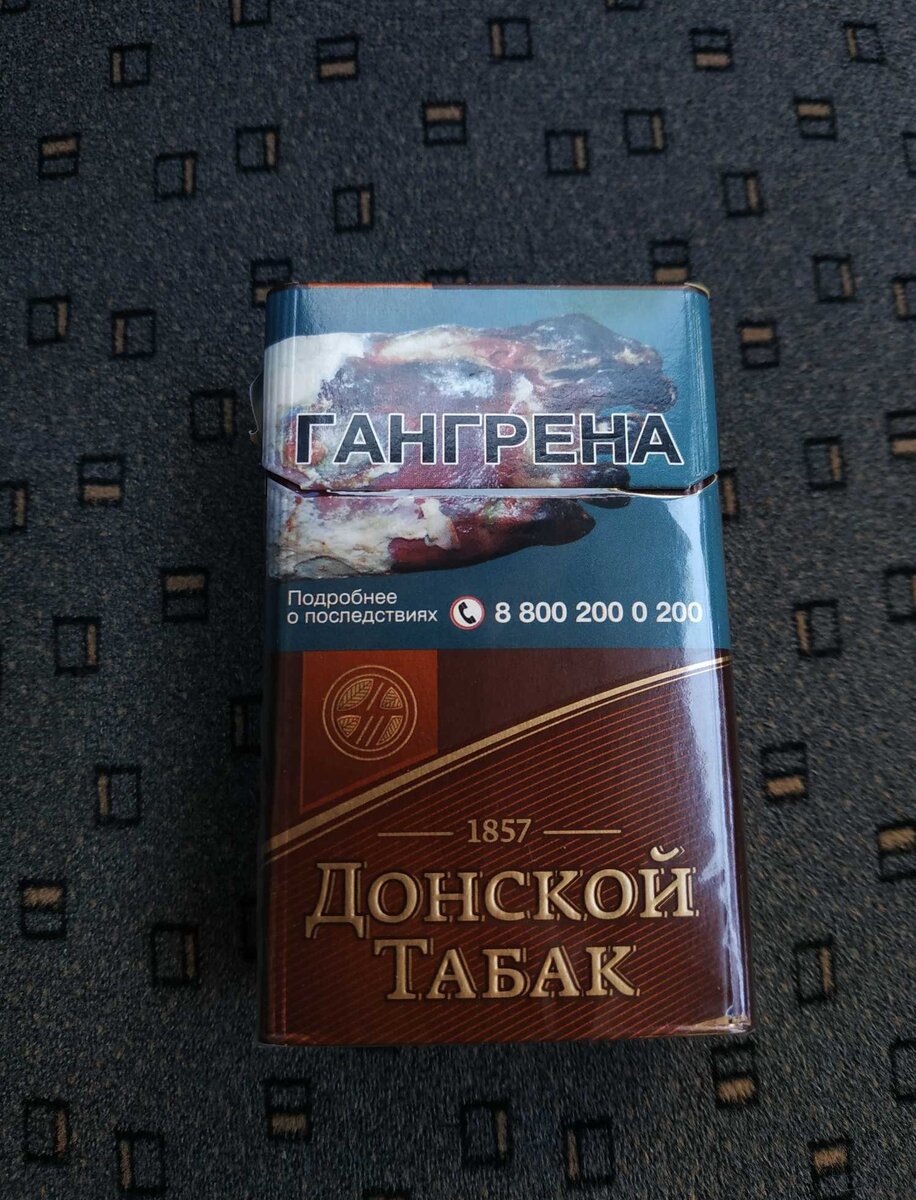 ГАНГРЕНА
Подробнее
о последствиях 8 800 200 0 200
1857
ДОНСКОЙ
ТАБАК